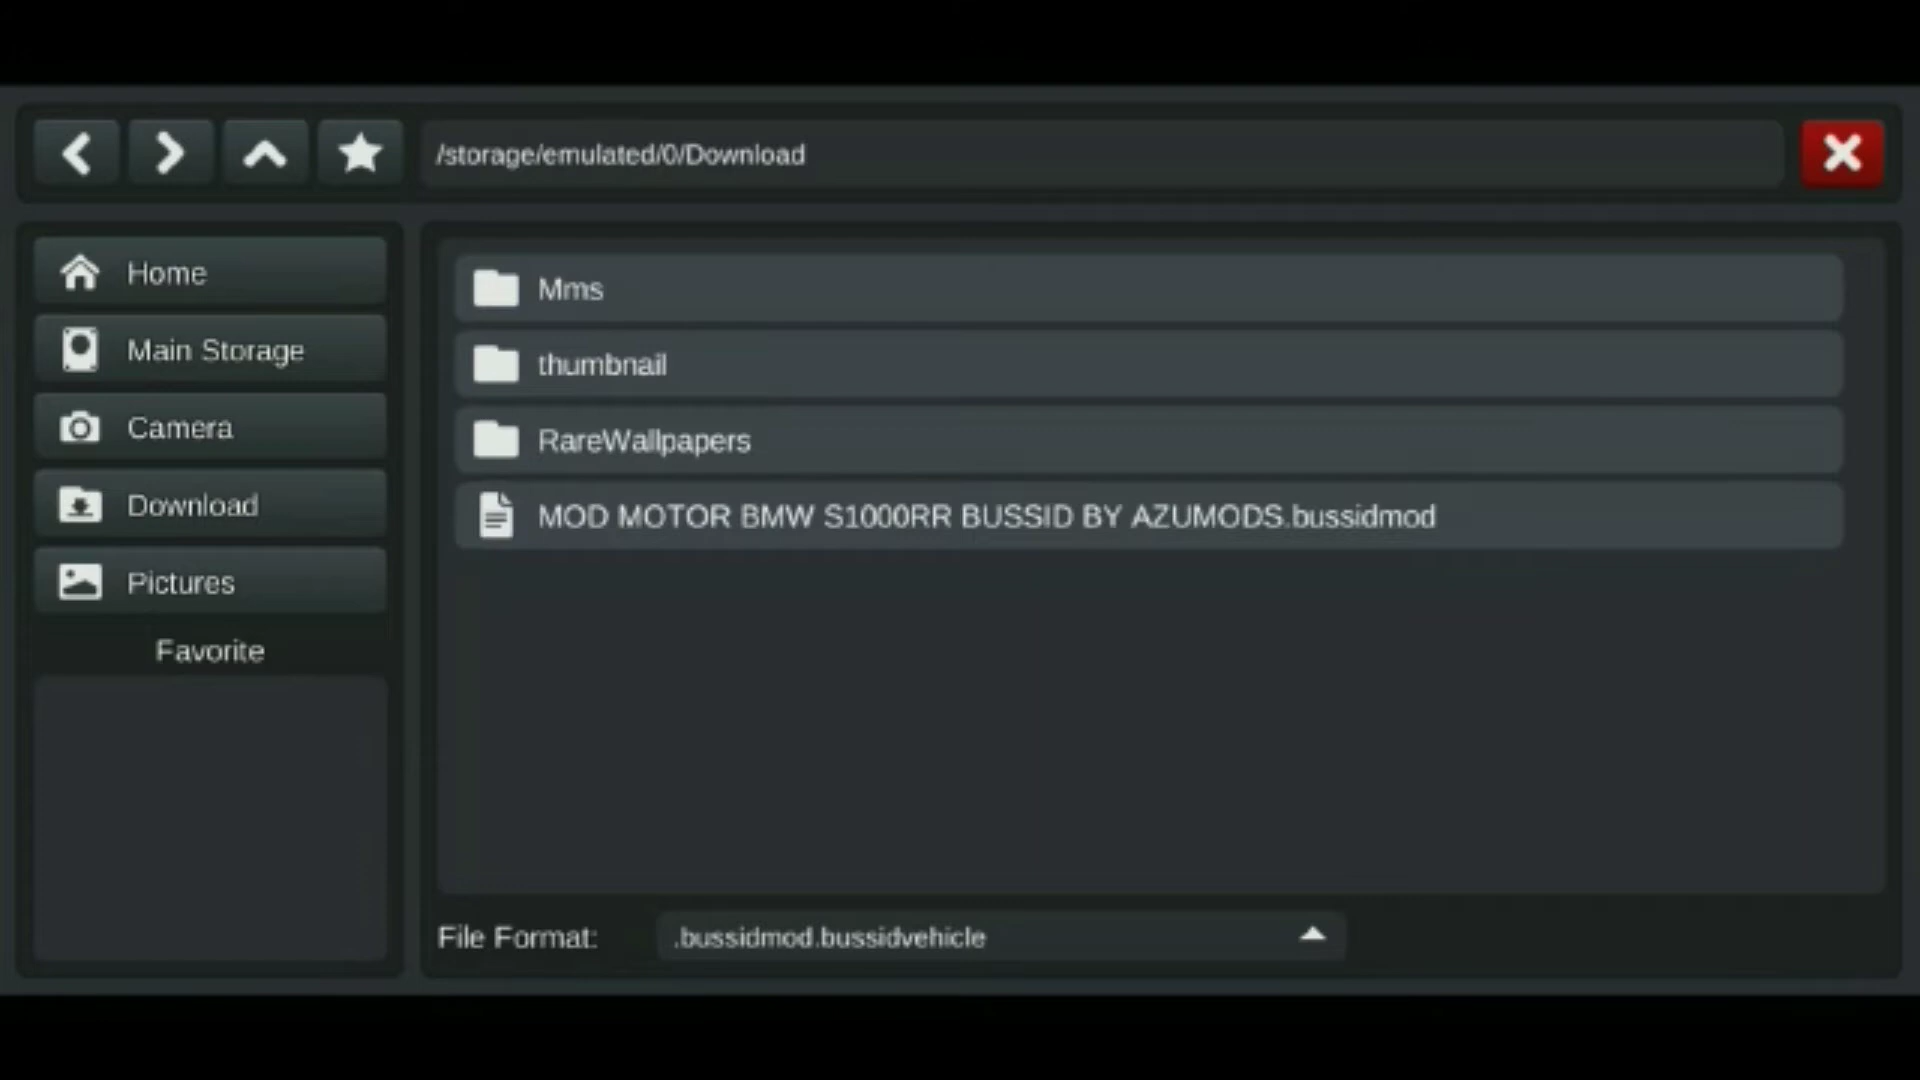 /storage/emulated/0/Download
Home
Main Storage
Camera
Download
Pictures
Favorite
Mms
thumbnail
RareWallpapers
MOD MOTOR BMW S1000RR BUSSID BY AZUMODS.bussidmod
File Format:
.bussidmod.bussidvehicle